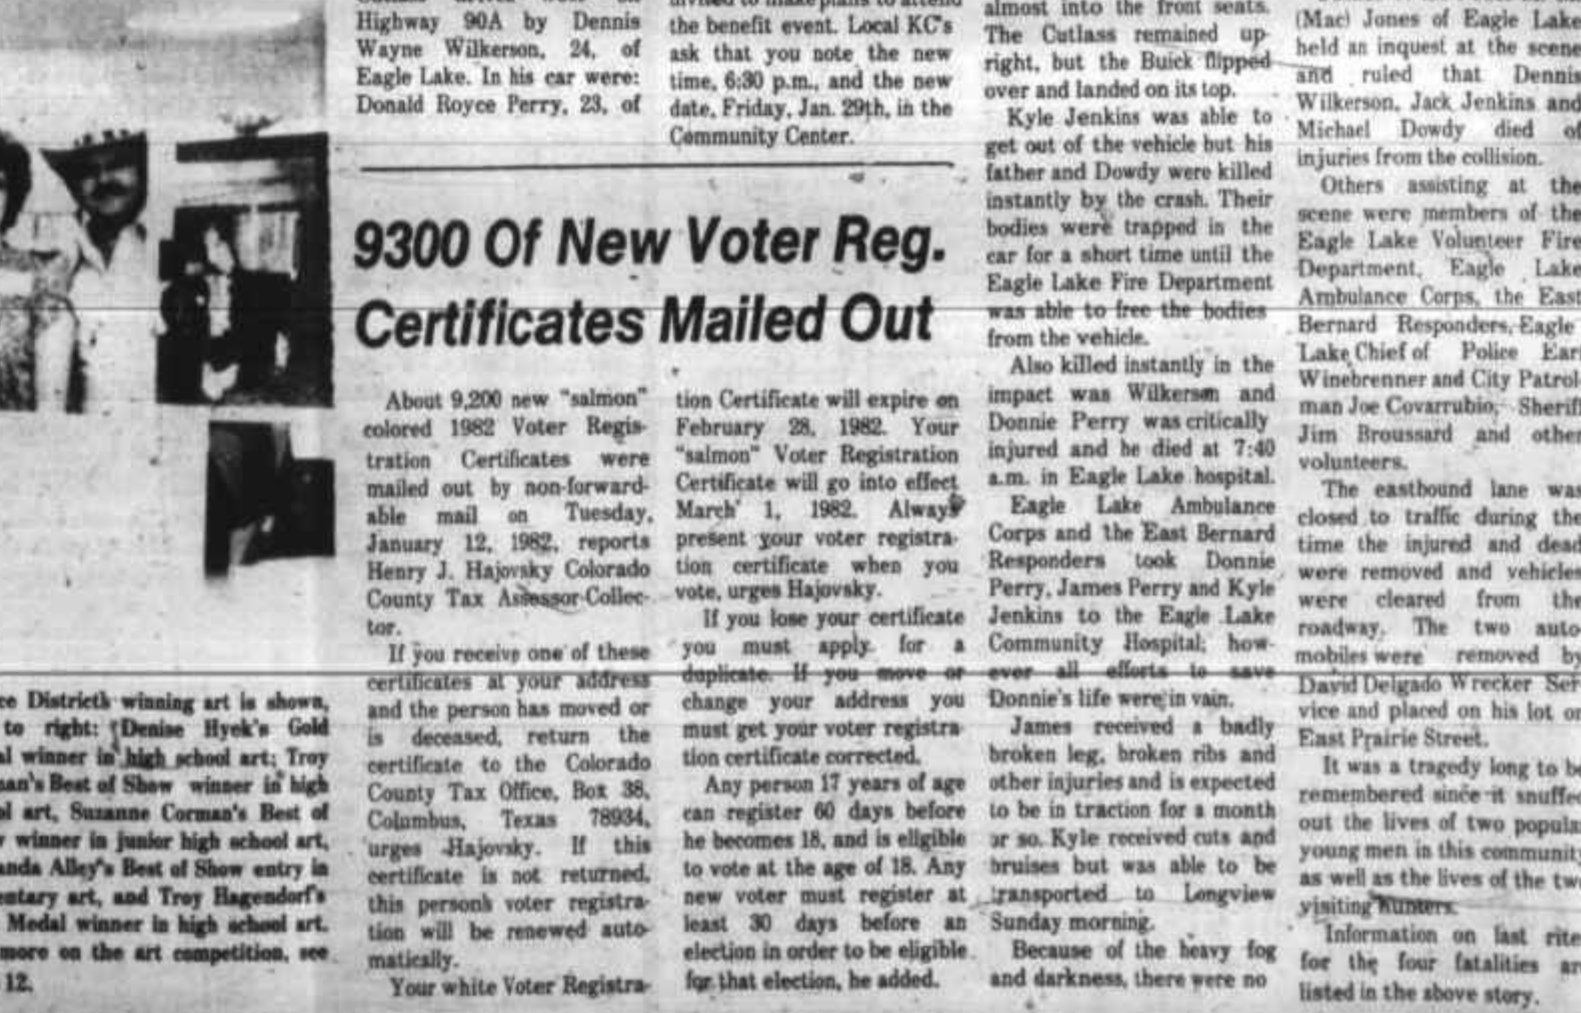 Highway 90A by Dennis
Wayne Wilkerson, 24, of
Eagle Lake. In his car were:
Donald Royce Perry, 23, of
the benefit event. Local KC's
ask that you note the new
time, 6:30 p.m., and the new
date, Friday, Jan. 29th, in the
Community Center.
9300 Of New Voter Reg.
Certificates Mailed Out
About 9,200 new "salmon"
colored 1982 Voter Regis-
tration Certificates were
mailed out by non-forward-
able mail on Tuesday,
January 12, 1982, reports
Henry J. Hajovsky Colorado
County Tax Assessor-Collec-
tor.
If you receive one of these
certificates at your address
and the person has moved or
is deceased, return the
certificate to the Colorado
County Tax Office, Box 38,
Columbus, Texas 78934,
urges Hajovsky. If this
certificate is not returned,
this person's voter registra-
tion will be renewed auto-
matically.
Your white Voter Registra-
tion Certificate will expire on
February 28, 1982. Your
"salmon" Voter Registration
Certificate will go into effect
March 1, 1982. Always
present your voter registra-
tion certificate when you
vote, urges Hajovsky.
If you lose your certificate
you must apply for a
duplicate. If you move or
change your address you
must get your voter registra-
tion certificate corrected.
Any person 17 years of age
can register 60 days before
he becomes 18, and is eligible
to vote at the age of 18. Any
new voter must register at
least 30 days before an
election in order to be eligible
for that election, he added.
almost into the front seats.
The Cutlass remained up-
right, but the Buick flipped
over and landed on its top.
Kyle Jenkins was able to
get out of the vehicle but his
father and Dowdy were killed
instantly by the crash. Their
bodies were trapped in the
car for a short time until the
Eagle Lake Fire Department
was able to free the bodies
from the vehicle.
Also killed instantly in the
impact was Wilkerson and
Donnie Perry was critically
injured and he died at 7:40
a.m. in Eagle Lake hospital.
Eagle Lake Ambulance
Corps and the East Bernard
Responders took Donnie
Perry, James Perry and Kyle
Jenkins to the Eagle Lake
Community Hospital; how-
ever all efforts to save
Donnie's life were in vain.
James received a badly
broken leg, broken ribs and
other injuries and is expected
to be in traction for a month
or so. Kyle received cuts and
bruises but was able to be
transported to Longview
Sunday morning.
Because of the heavy fog
and darkness, there were no
(Mac) Jones of Eagle Lake
held an inquest at the scene
and ruled that Dennis
Wilkerson, Jack Jenkins and
Michael Dowdy died of
injuries from the collision.
Others assisting at the
scene were members of the
Eagle Lake Volunteer Fire
Department, Eagle Lake
Ambulance Corps, the East
Bernard Responders, Eagle
Lake Chief of Police Earl
Winebrenner and City Patrol-
man Joe Covarrubio, Sheriff
Jim Broussard and other
volunteers.
The eastbound lane was
closed to traffic during the
time the injured and dead
were removed and vehicles
were cleared from the
roadway. The two auto-
mobiles were removed by
David Delgado Wrecker Ser-
vice and placed on his lot on
East Prairie Street.
It was a tragedy long to be
remembered since it snuffed
out the lives of two popular
young men in this community
as well as the lives of the two
visiting hunters.
Information on last rites
for the four fatalities are
listed in the above story.
ce Districth winning art is shown,
to right: Denise Hyek's Gold
al winner in high school art; Troy
man's Best of Show winner in high
ol art, Suzanne Corman's Best of
w winner in junior high school art,
anda Alley's Best of Show entry in
entary art, and Troy Hagendorf's
Medal winner in high school art.
more on the art competition, see
12.